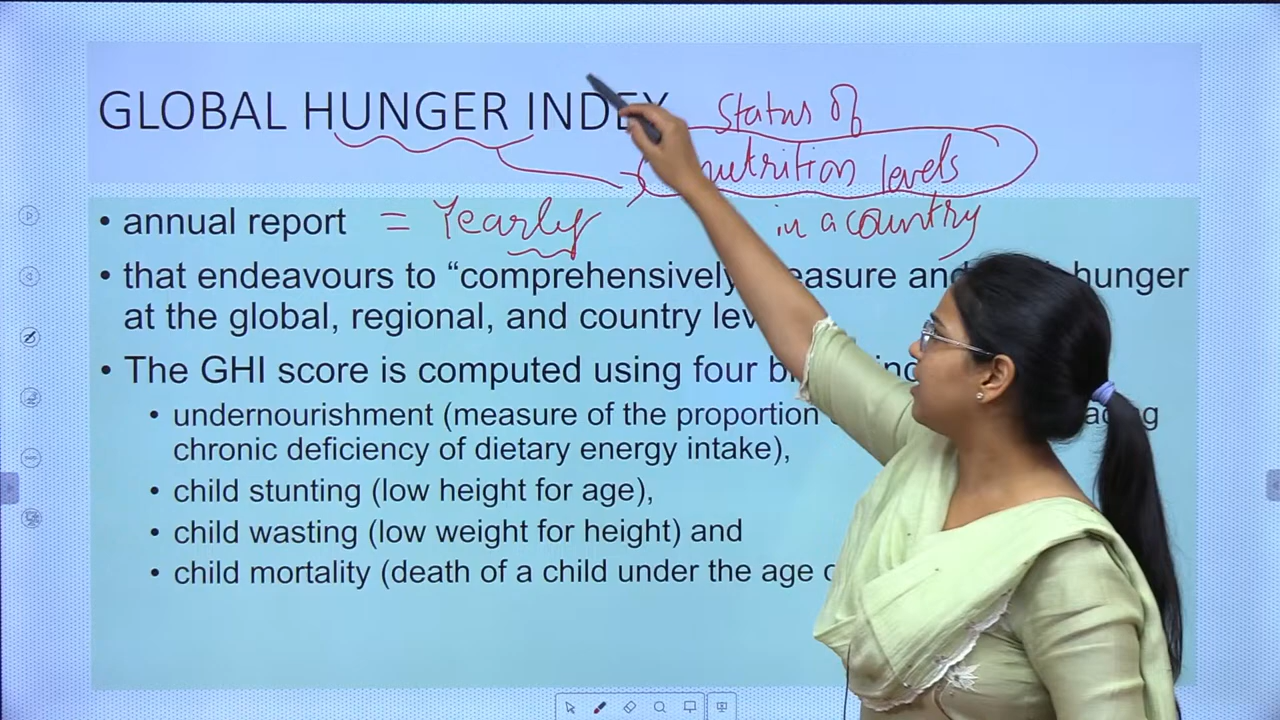 GLOBAL HUNGER INDEX
Status of
nutrition levels
in a country
• annual report = Yearly
• that endeavours to “comprehensively measure and hunger
at the global, regional, and country
• The GHI score is computed using four
• undernourishment (measure of the proportion
chronic deficiency of dietary energy intake),
• child stunting (low height for age),
• child wasting (low weight for height) and
• child mortality (death of a child under the age